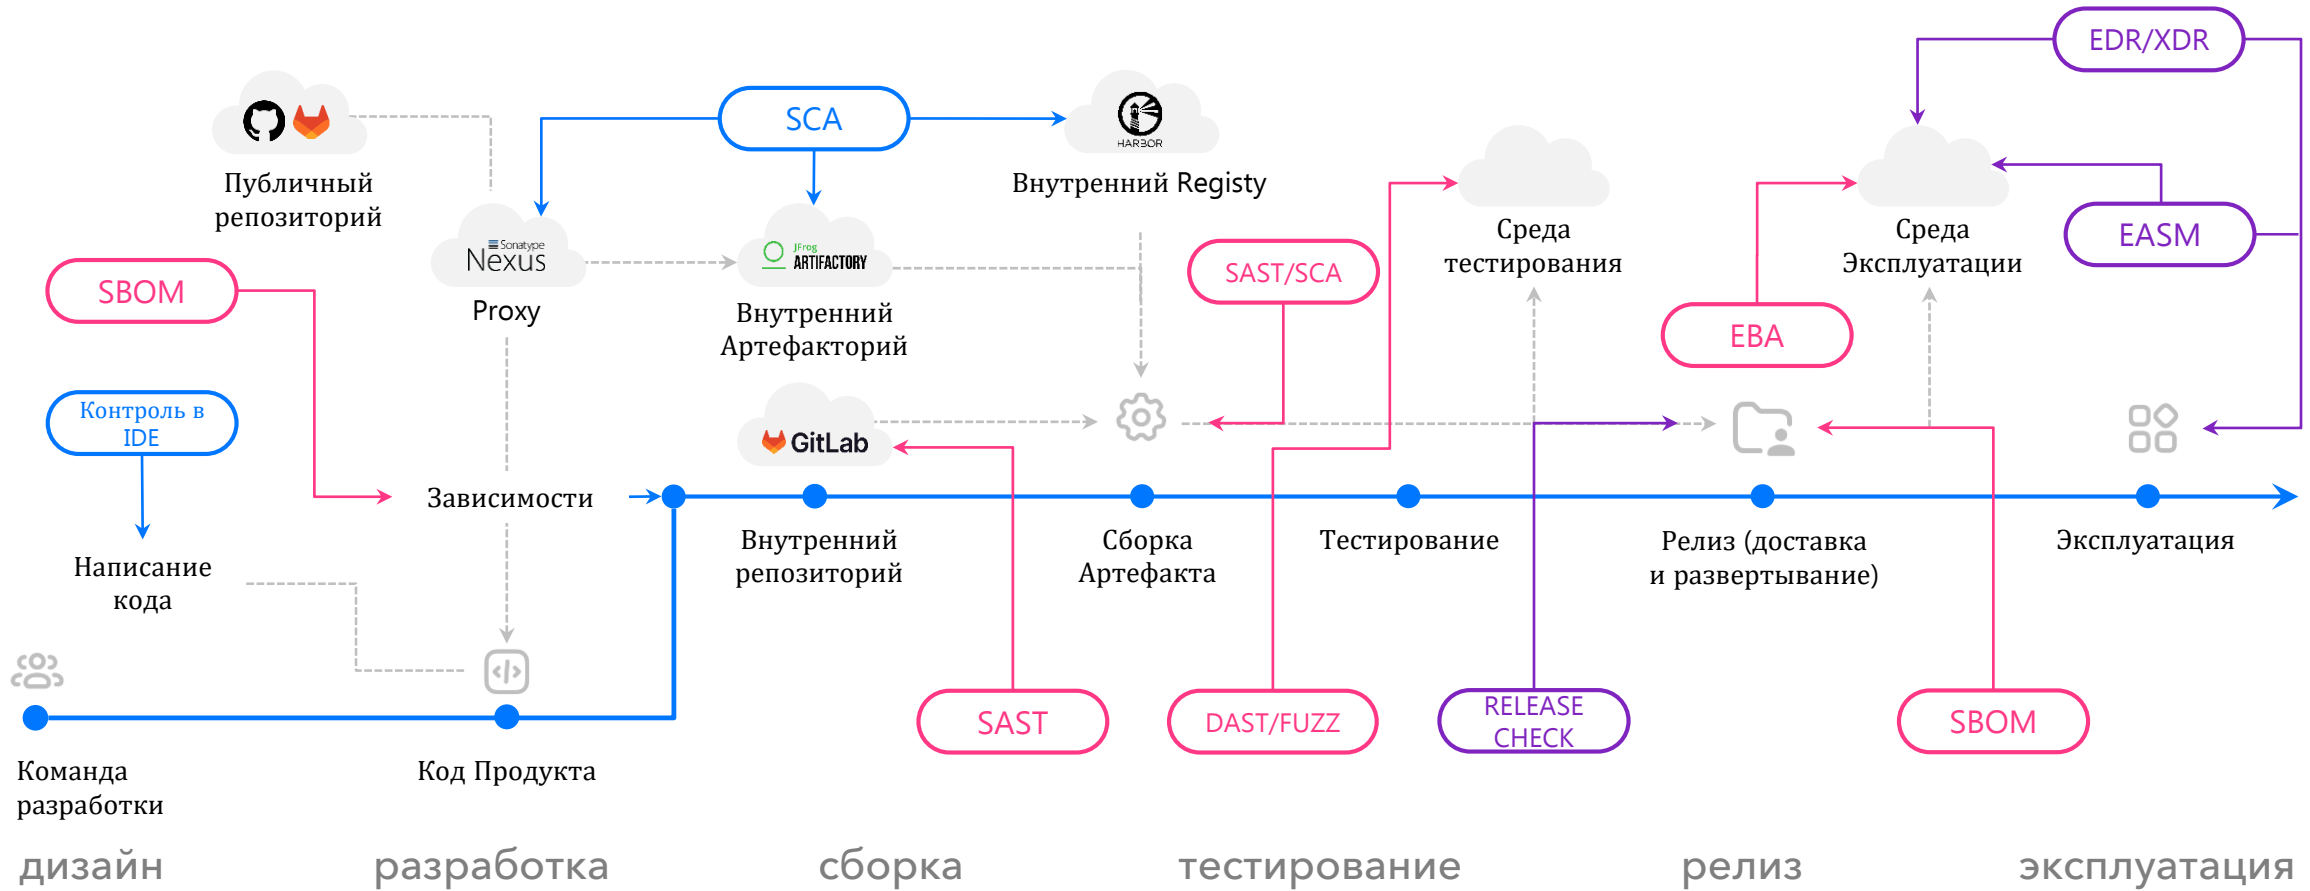 EDR/XDR
SCA
HARBOR
Публичный
репозиторий
Внутренний Registy
Sonatype
Nexus
Proxy
JFrog
ARTIFACTORY
Внутренний
Артефакторий
SBOM
SAST/SCA
Среда
тестирования
Среда
Эксплуатации
EASM
EBA
Контроль в
IDE
GitLab
Зависимости
Написание
кода
Внутренний
репозиторий
Сборка
Артефакта
Тестирование
Релиз (доставка
и развертывание)
Эксплуатация
SAST
DAST/FUZZ
RELEASE
CHECK
SBOM
Команда
разработки
Код Продукта
дизайн
разработка
сборка
тестирование
релиз
эксплуатация